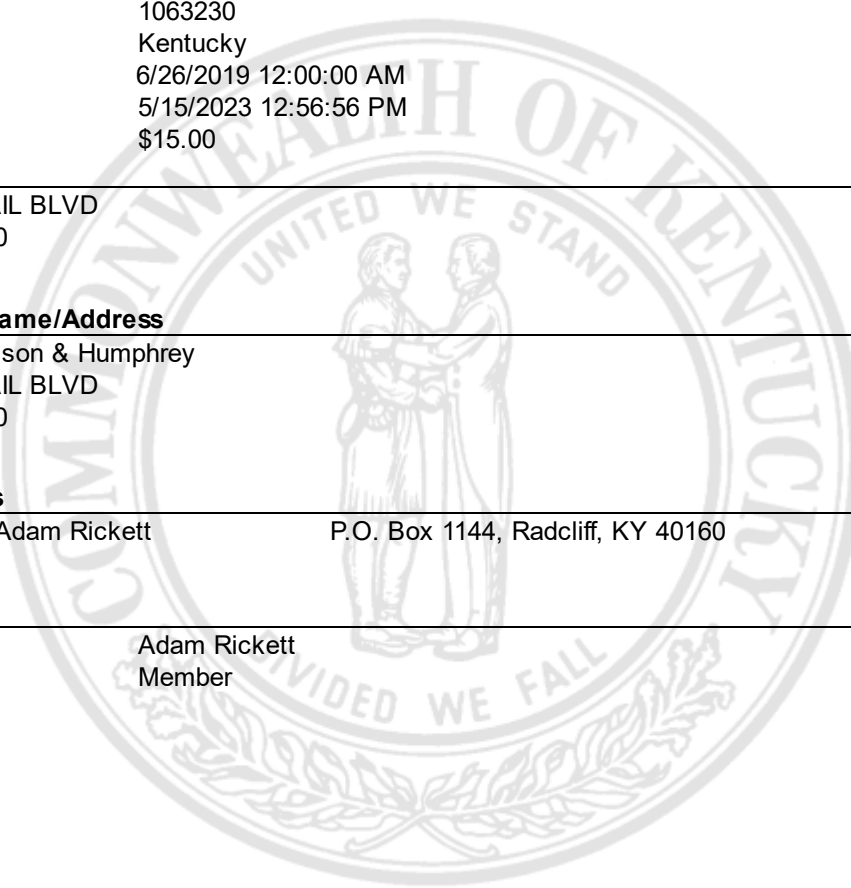 1063230
Kentucky
6/26/2019 12:00:00 AM
5/15/2023 12:56:56 PM
$15.00
IL BLVD
0
ame/Address
son & Humphrey
IL BLVD
0
s
Adam Rickett P.O. Box 1144, Radcliff, KY 40160
Adam Rickett
Member
COMMONWEALTH OF KENTUCKY
UNITED WE STAND
DIVIDED WE FALL